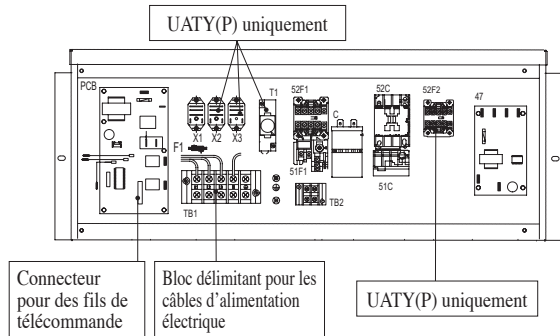 UATY(P) uniquement
PCB
T1
52F1
52C
52F2
47
C
X1
X2
X3
F1
51F1
51C
TB1
TB2
Connecteur
pour des fils de
télécommande
Bloc délimitant pour les
câbles d'alimentation
électrique
UATY(P) uniquement